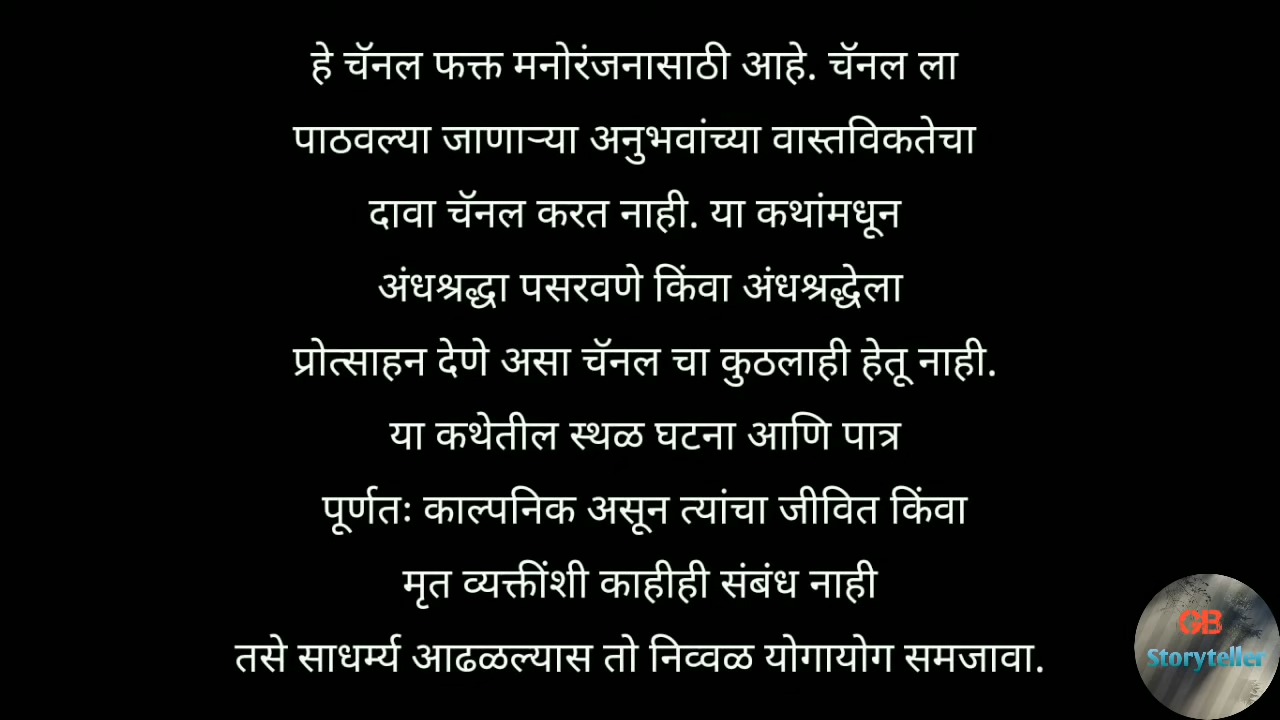 हे चॅनल फक्त मनोरंजनासाठी आहे. चॅनल ला
पाठवल्या जाणाऱ्या अनुभवांच्या वास्तविकतेचा
दावा चॅनल करत नाही. या कथांमधून
अंधश्रद्धा पसरवणे किंवा अंधश्रद्धेला
प्रोत्साहन देणे असा चॅनल चा कुठलाही हेतू नाही.
या कथेतील स्थळ घटना आणि पात्र
पूर्णतः काल्पनिक असून त्यांचा जीवित किंवा
मृत व्यक्तींशी काहीही संबंध नाही
तसे साधर्म्य आढळल्यास तो निव्वळ योगायोग समजावा.
GB
Storyteller